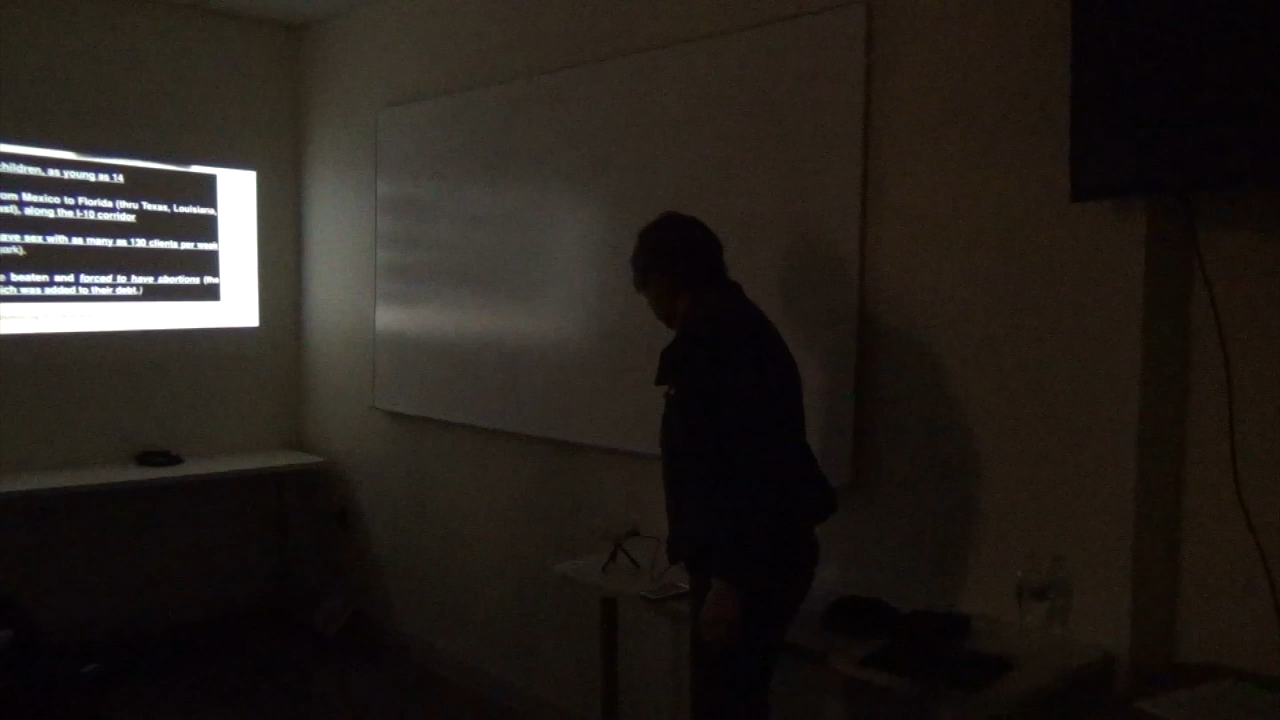 children, as young as 14
om Mexico to Florida (thru Texas, Louisiana,
ast), along the I-10 corridor
ave sex with as many as 130 clients per week
ark).
e beaten and forced to have abortions (the
ich was added to their debt.)